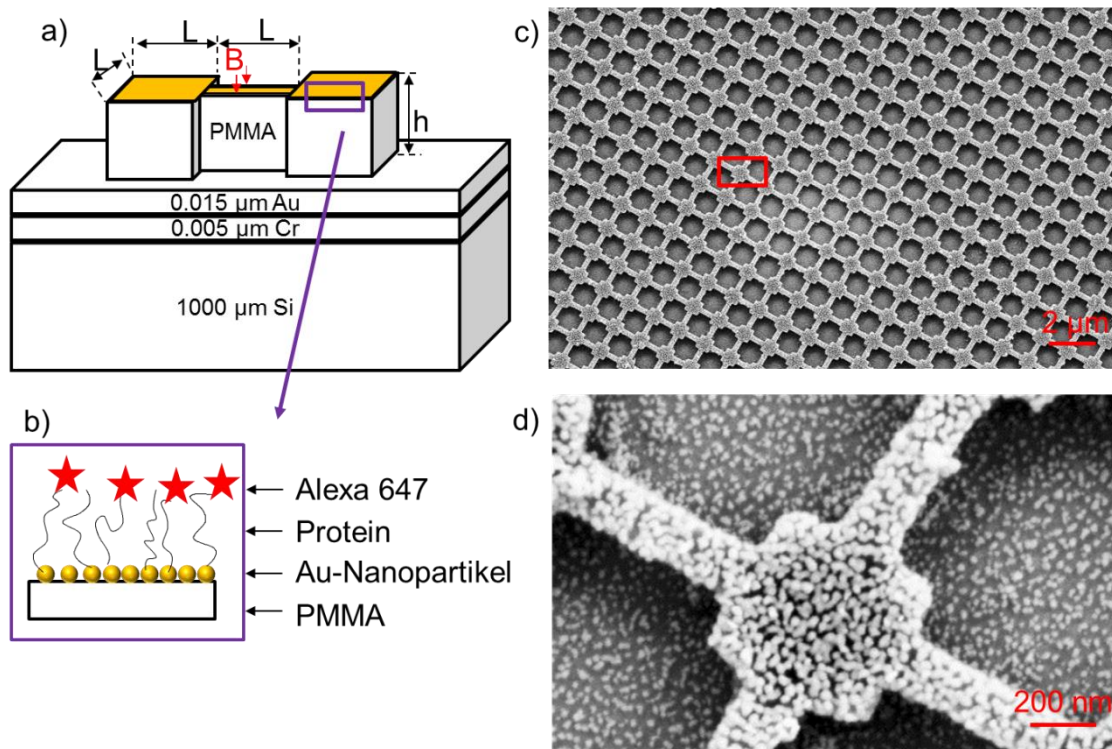 a)
L
L
L
B
h
PMMA
0.015 µm Au
0.005 µm Cr
1000 µm Si
b)
Alexa 647
Protein
Au-Nanopartikel
PMMA
c)
2 µm
d)
200 nm